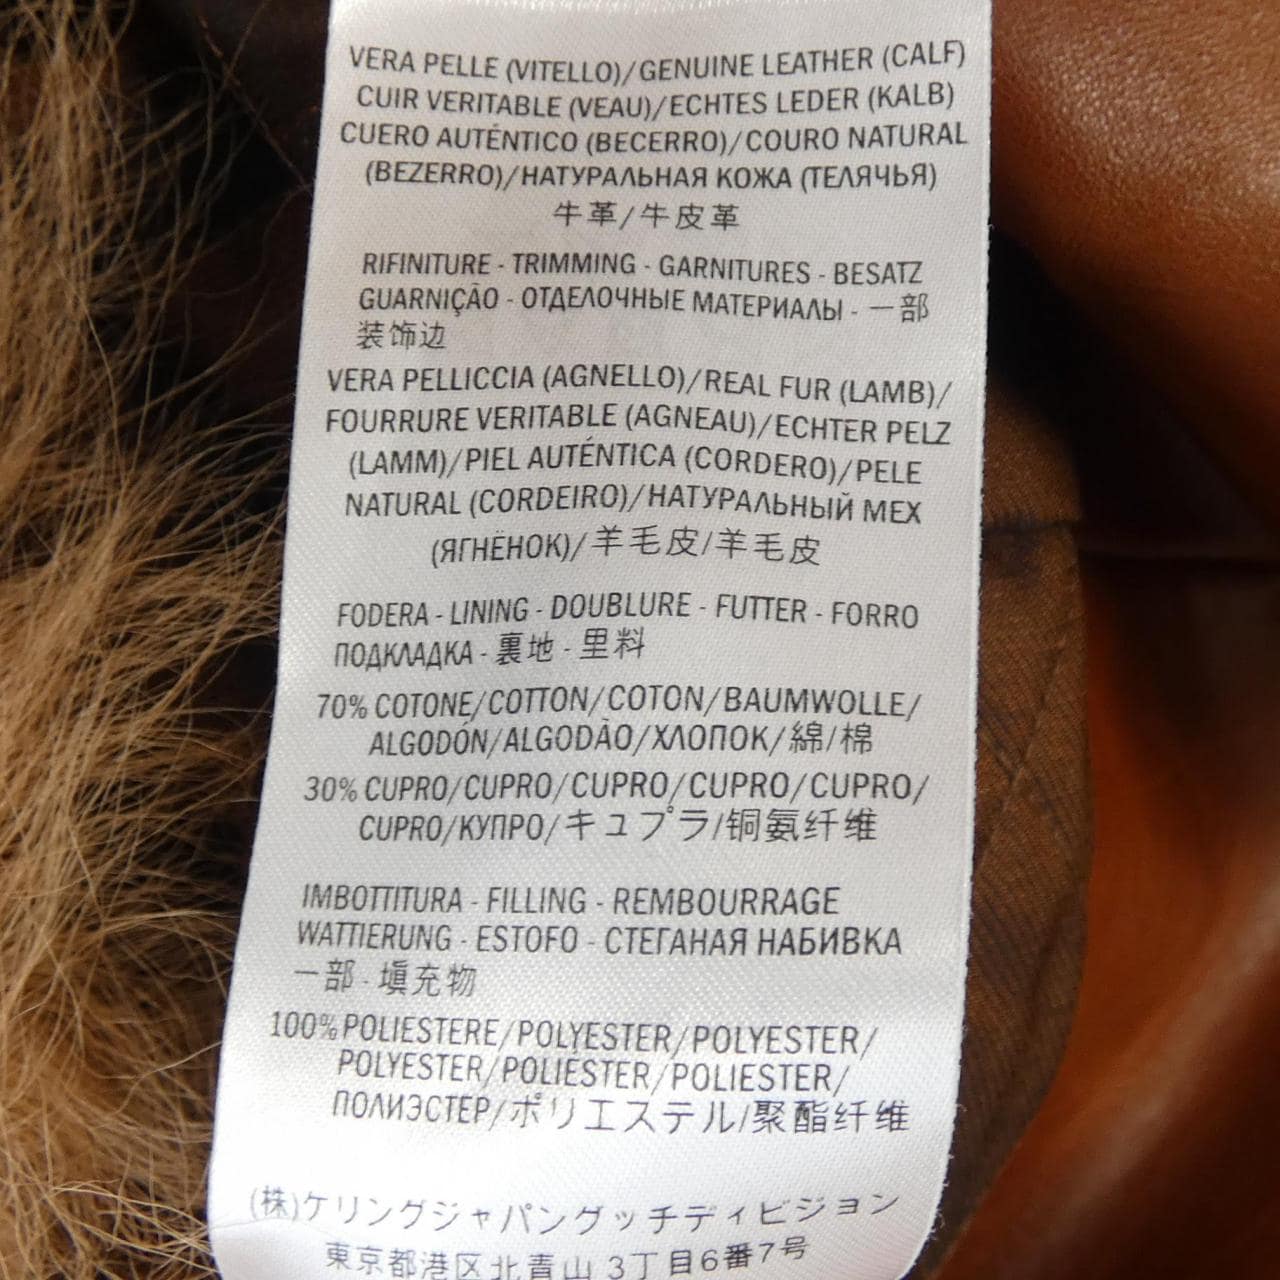 VERA PELLE (VITELLO)/GENUINE LEATHER (CALF)
CUIR VERITABLE (VEAU)/ECHTES LEDER (KALB)
CUERO AUTÉNTICO (BECERRO)/COURO NATURAL
(BEZERRO)/НАТУРАЛЬНАЯ КОЖА (ТЕЛЯЧЬЯ)
牛革/牛皮革
RIFINITURE - TRIMMING - GARNITURES - BESATZ
GUARNIÇÃO - ОТДЕЛОЧНЫЕ МАТЕРИАЛЫ - 一部
装饰边
VERA PELLICCIA (AGNELLO)/REAL FUR (LAMB)/
FOURRURE VERITABLE (AGNEAU)/ECHTER PELZ
(LAMM)/PIEL AUTÉNTICA (CORDERO)/PELE
NATURAL (CORDEIRO)/НАТУРАЛЬНЫЙ МЕХ
(ЯГНЁНОК)/羊毛皮/羊毛皮
FODERA - LINING - DOUBLURE - FUTTER - FORRO
ПОДКЛАДКА - 裏地 - 里料
70% COTONE/COTTON/COTON/BAUMWOLLE/
ALGODÓN/ALGODÃO/ХЛОПОК/綿/棉
30% CUPRO/CUPRO/CUPRO/CUPRO/CUPRO/
CUPRO/КУПРО/キュプラ/铜氨纤维
IMBOTTITURA - FILLING - REMBOURRAGE
WATTIERUNG - ESTOFO - СТЕГАНАЯ НАБИВКА
一部 - 填充物
100% POLIESTERE/POLYESTER/POLYESTER/
POLYESTER/POLIÉSTER/POLIESTER/
ПОЛИЭСТЕР/ポリエステル/聚酯纤维
(株)ケリングジャパングッチディビジョン
東京都港区北青山 3丁目6番7号